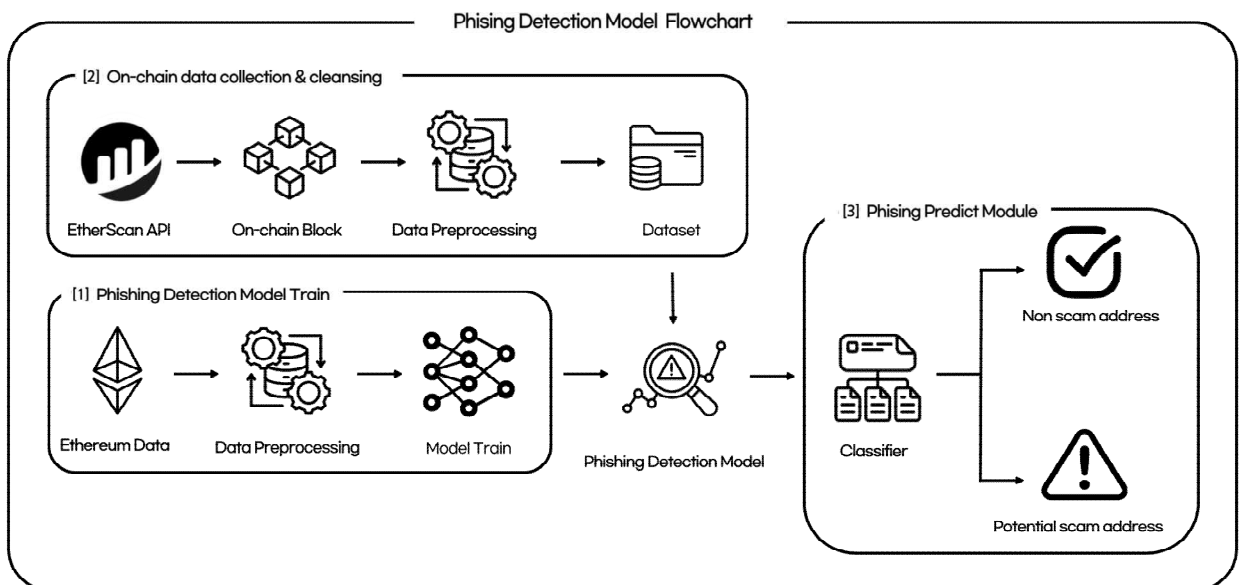 Phising Detection Model Flowchart
[2] On-chain data collection & cleansing
EtherScan API
On-chain Block
Data Preprocessing
Dataset
[1] Phishing Detection Model Train
Ethereum Data
Data Preprocessing
Model Train
Phishing Detection Model
[3] Phising Predict Module
Classifier
Non scam address
Potential scam address